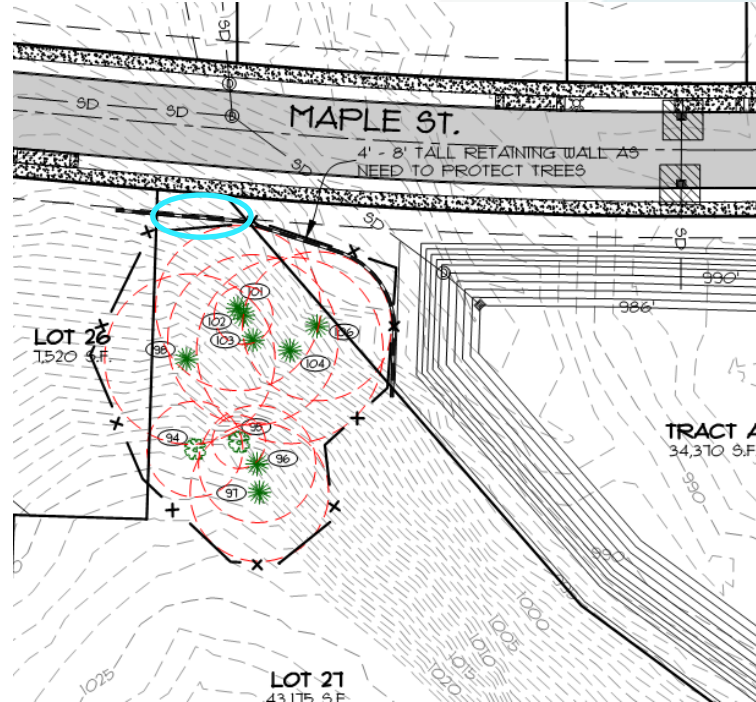 SD
MAPLE ST.
SD
SD
SD
4' - 8' TALL RETAINING WALL AS
NEED TO PROTECT TREES
SD
SD
990'
986'
101
102
103
106
104
98
LOT 26
7,520 S.F.
95
94
96
97
TRACT A
34,370 S.F.
990
990
1000
1005
1010
1015
1020
1025
LOT 27
43,175 S.F.